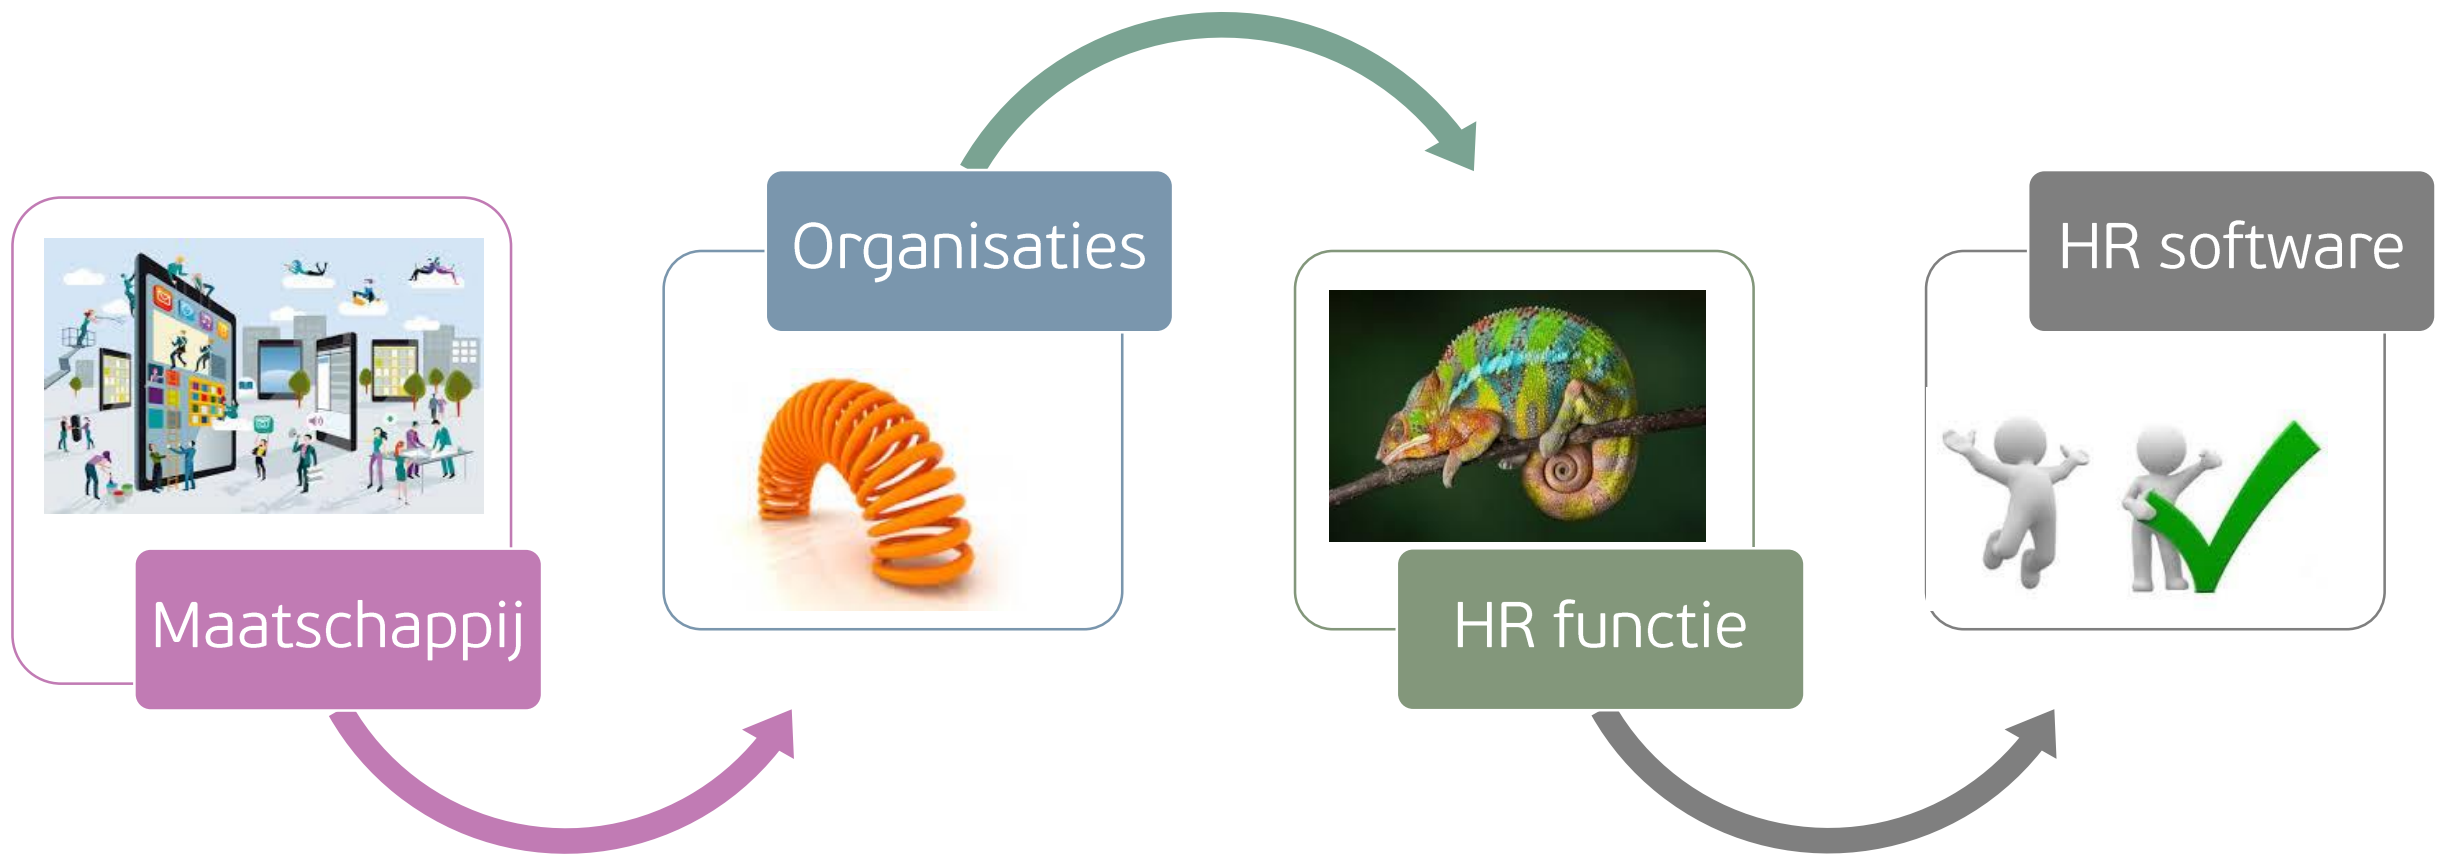 Maatschappij
Organisaties
HR functie
HR software